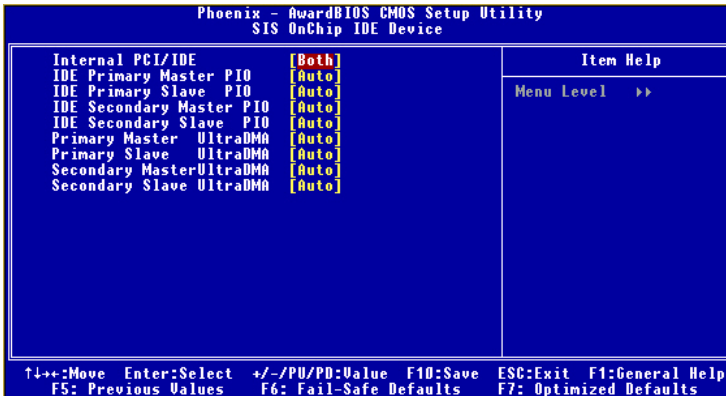 Phoenix - AwardBIOS CMOS Setup Utility
SIS OnChip IDE Device
Internal PCI/IDE [Both]
IDE Primary Master PIO [Auto]
IDE Primary Slave PIO [Auto]
IDE Secondary Master PIO [Auto]
IDE Secondary Slave PIO [Auto]
Primary Master UltraDMA [Auto]
Primary Slave UltraDMA [Auto]
Secondary MasterUltraDMA [Auto]
Secondary Slave UltraDMA [Auto]
Item Help
Menu Level ▸▸
↑↓→←:Move Enter:Select +/-/PU/PD:Value F10:Save ESC:Exit F1:General Help
F5: Previous Values F6: Fail-Safe Defaults F7: Optimized Defaults